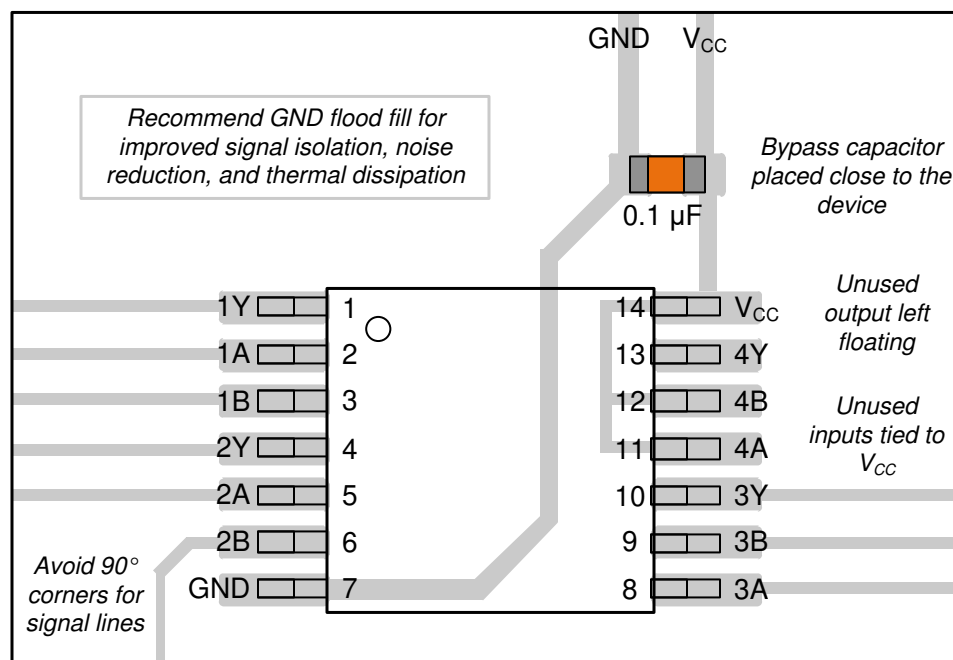 GND V_CC
Recommend GND flood fill for
improved signal isolation, noise
reduction, and thermal dissipation
Bypass capacitor
placed close to the
device
0.1 µF
Unused
output left
floating
1Y 1 14 V_CC
1A 2 13 4Y
1B 3 12 4B
Unused
inputs tied to
V_CC
2Y 4 11 4A
2A 5 10 3Y
2B 6 9 3B
GND 7 8 3A
Avoid 90°
corners for
signal lines